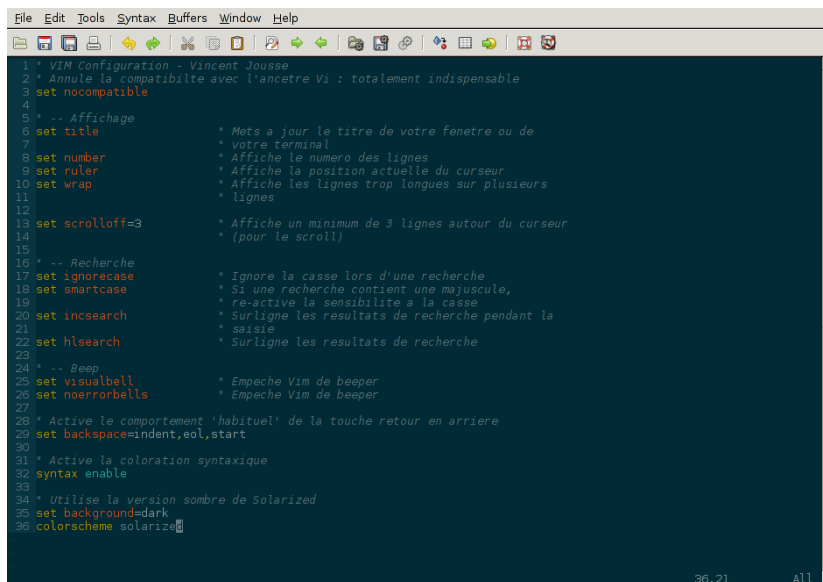 File Edit Tools Syntax Buffers Window Help
1 " VIM Configuration - Vincent Jousse
2 " Annule la compatibilte avec l'ancetre Vi : totalement indispensable
3 set nocompatible
4
5 " -- Affichage
6 set title " Mets a jour le titre de votre fenetre ou de
7 " votre terminal
8 set number " Affiche le numero des lignes
9 set ruler " Affiche la position actuelle du curseur
10 set wrap " Affiche les lignes trop longues sur plusieurs
11 " lignes
12
13 set scrolloff=3 " Affiche un minimum de 3 lignes autour du curseur
14 " (pour le scroll)
15
16 " -- Recherche
17 set ignorecase " Ignore la casse lors d'une recherche
18 set smartcase " Si une recherche contient une majuscule,
19 " re-active la sensibilite a la casse
20 set incsearch " Surligne les resultats de recherche pendant la
21 " saisie
22 set hlsearch " Surligne les resultats de recherche
23
24 " -- Beep
25 set visualbell " Empeche Vim de beeper
26 set noerrorbells " Empeche Vim de beeper
27
28 " Active le comportement 'habituel' de la touche retour en arriere
29 set backspace=indent,eol,start
30
31 " Active la coloration syntaxique
32 syntax enable
33
34 " Utilise la version sombre de Solarized
35 set background=dark
36 colorscheme solarized
36,21 All